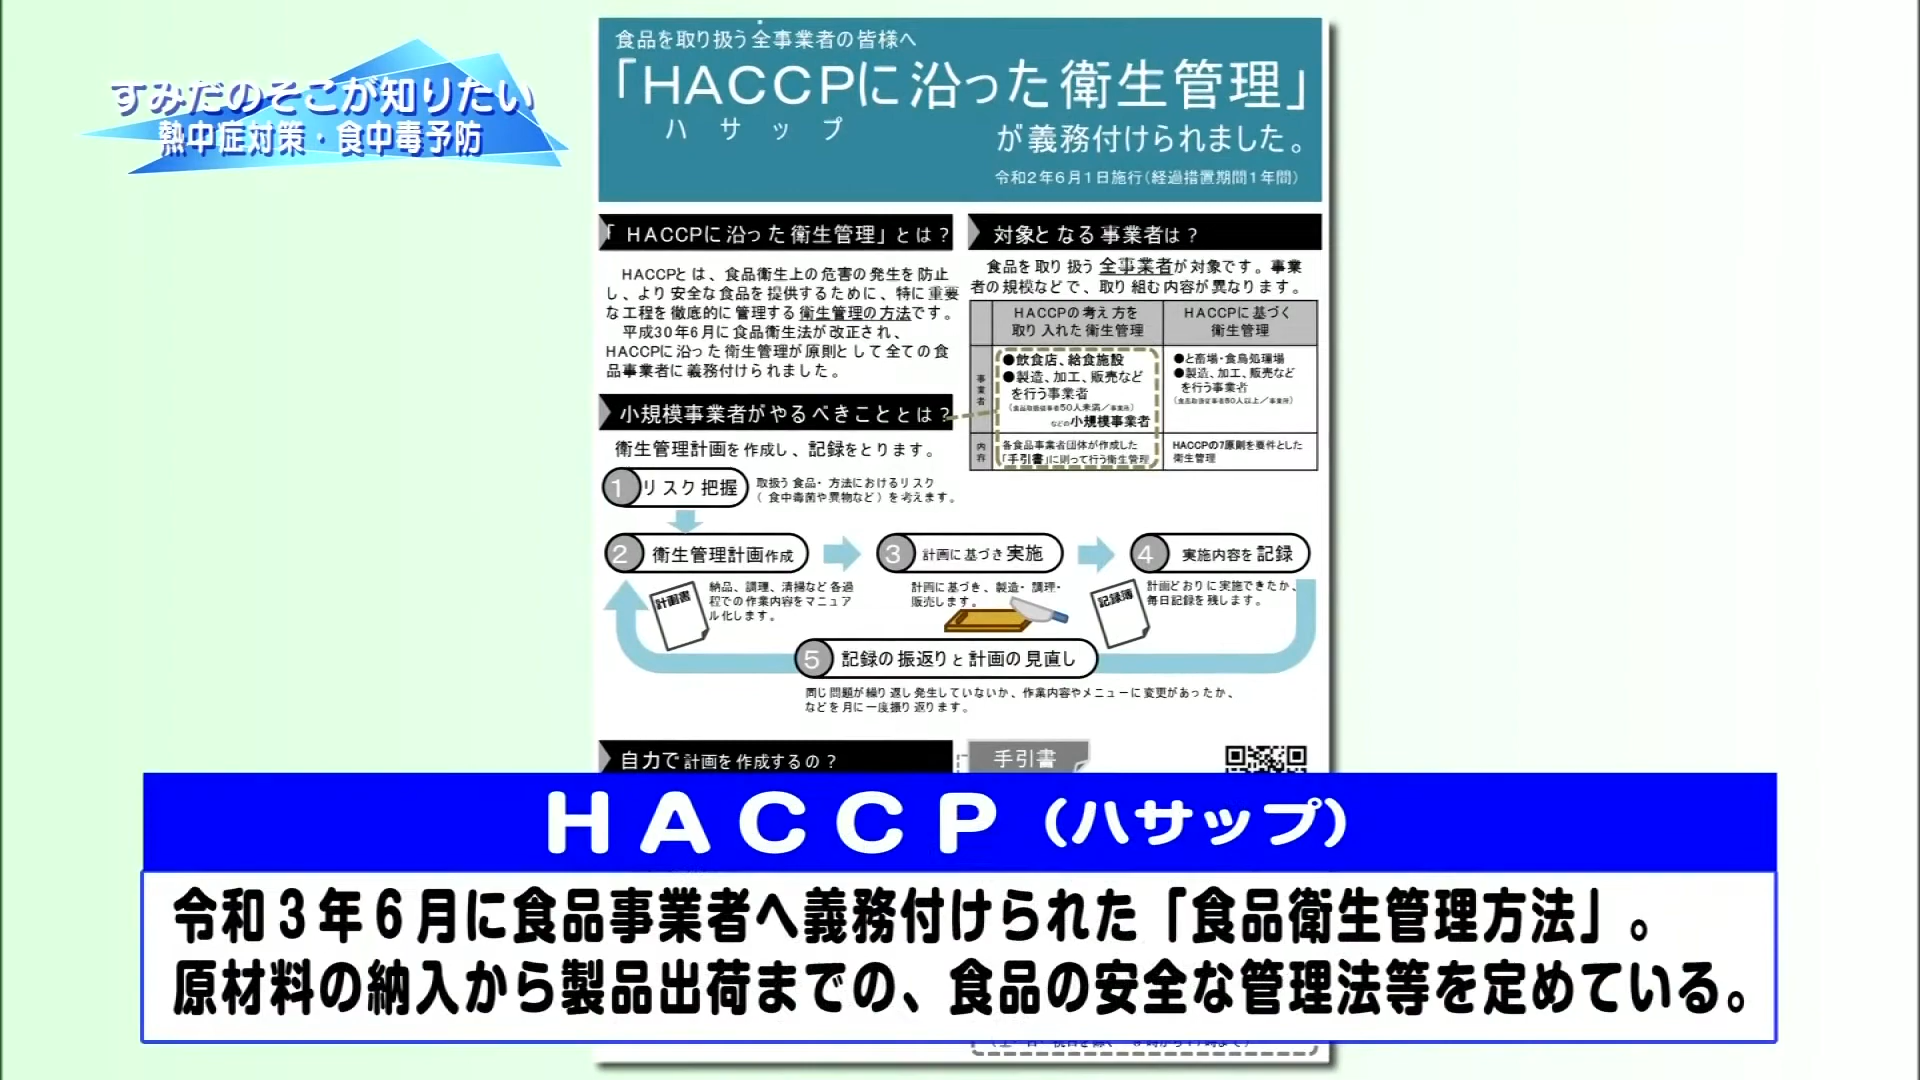 すみだのそこが知りたい
熱中症対策・食中毒予防
食品を取り扱う全事業者の皆様へ
「HACCPに沿った衛生管理」
ハサップ
が義務付けられました。
令和2年6月1日施行(経過措置期間1年間)
「HACCPに沿った衛生管理」とは?
HACCPとは、食品衛生上の危害の発生を防止
し、より安全な食品を提供するために、特に重要
な工程を徹底的に管理する衛生管理の方法です。
平成30年6月に食品衛生法が改正され、
HACCPに沿った衛生管理が原則として全ての食
品事業者に義務付けられました。
対象となる事業者は?
食品を取り扱う全事業者が対象です。事業
者の規模などで、取り組む内容が異なります。
HACCPの考え方を
取り入れた衛生管理
HACCPに基づく
衛生管理
事業者
●飲食店、給食施設
●製造、加工、販売など
を行う事業者
(食品取扱従事者50人未満/事業所)
などの小規模事業者
●と畜場・食鳥処理場
●製造、加工、販売など
を行う事業者
(食品取扱従事者50人以上/事業所)
内容
各食品事業者団体が作成した
「手引書」に則って行う衛生管理
HACCPの7原則を要件とした
衛生管理
小規模事業者がやるべきこととは?
衛生管理計画を作成し、記録をとります。
1 リスク把握
取扱う食品・方法におけるリスク
(食中毒菌や異物など)を考えます。
2 衛生管理計画作成
納品、調理、清掃など各過
程での作業内容をマニュア
ル化します。
計画書
3 計画に基づき実施
計画に基づき、製造・調理・
販売します。
4 実施内容を記録
計画どおりに実施できたか、
毎日記録を残します。
記録簿
5 記録の振返りと計画の見直し
同じ問題が繰り返し発生していないか、作業内容やメニューに変更があったか、
などを月に一度振り返ります。
自力で計画を作成するの?
手引書
HACCP(ハサップ)
令和3年6月に食品事業者へ義務付けられた「食品衛生管理方法」。
原材料の納入から製品出荷までの、食品の安全な管理法等を定めている。